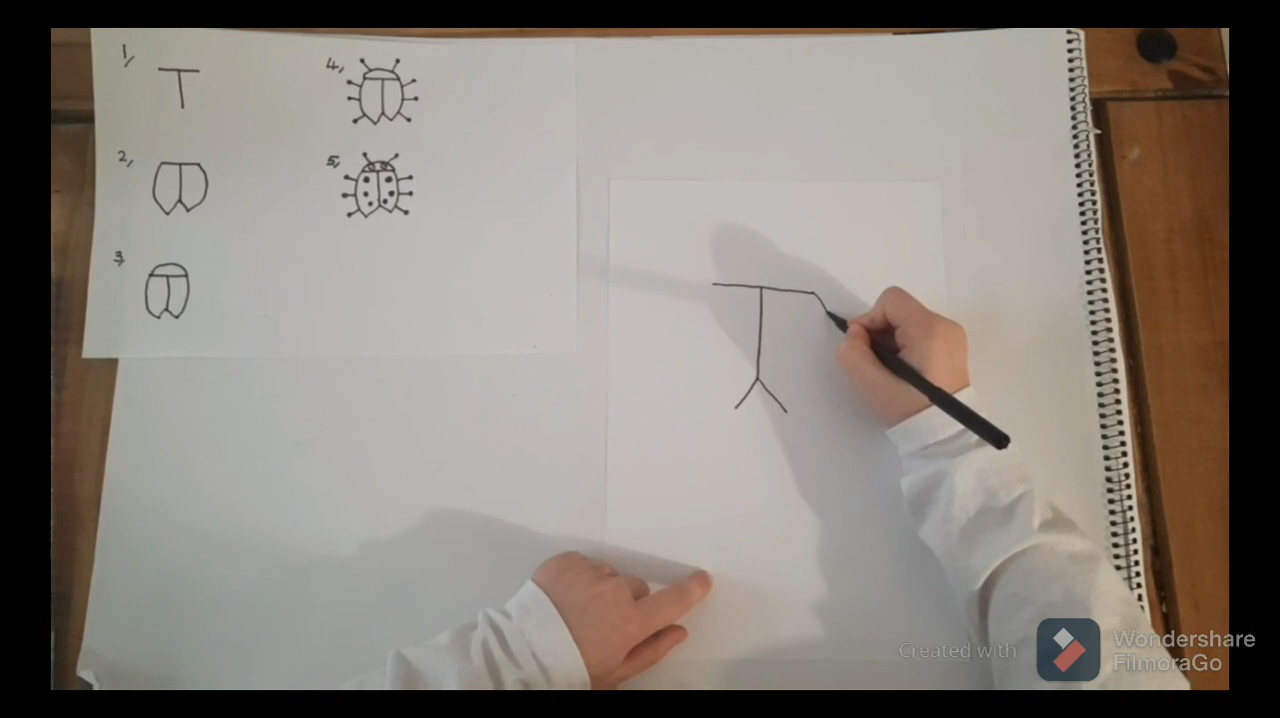 1,
2,
3,
4,
5,
Created with
Wondershare
FilmoraGo